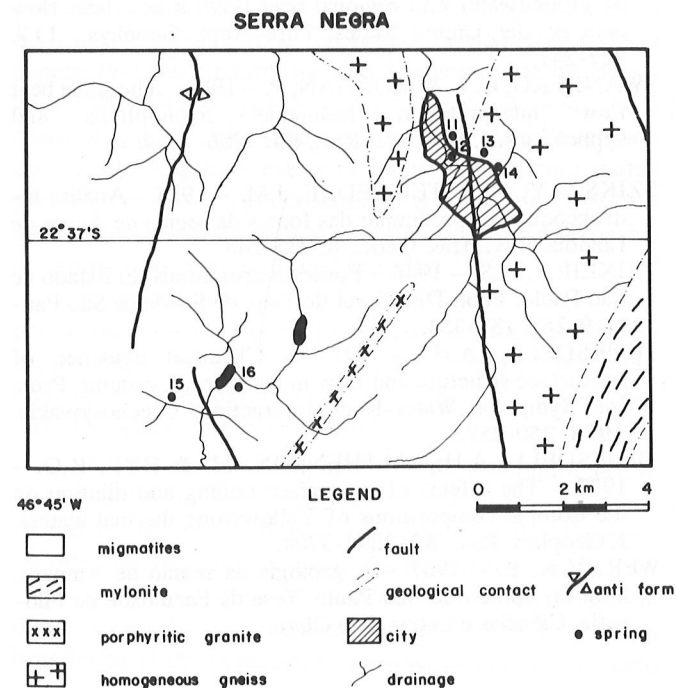 SERRA NEGRA
11
12
13
14
22°37'S
15
16
46°45' W
LEGEND
0 2 km 4
migmatites
fault
mylonite
geological contact
anti form
porphyritic granite
city
spring
homogeneous gneiss
drainage